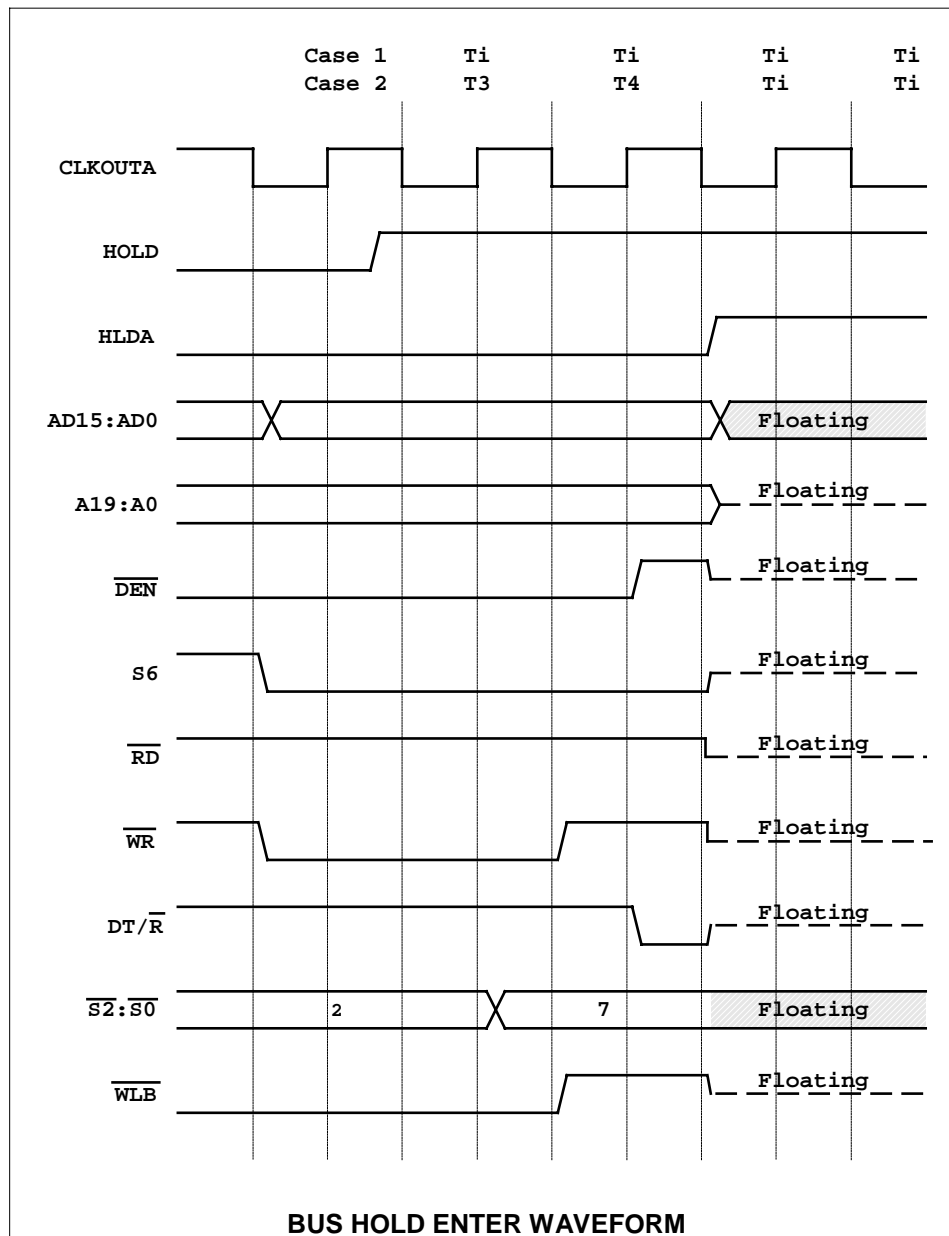 Case 1 Ti Ti Ti Ti
Case 2 T3 T4 Ti Ti
CLKOUTA
HOLD
HLDA
AD15:AD0 Floating
A19:A0 Floating
DEN Floating
S6 Floating
RD Floating
WR Floating
DT/R Floating
S2:S0 2 7 Floating
WLB Floating
BUS HOLD ENTER WAVEFORM